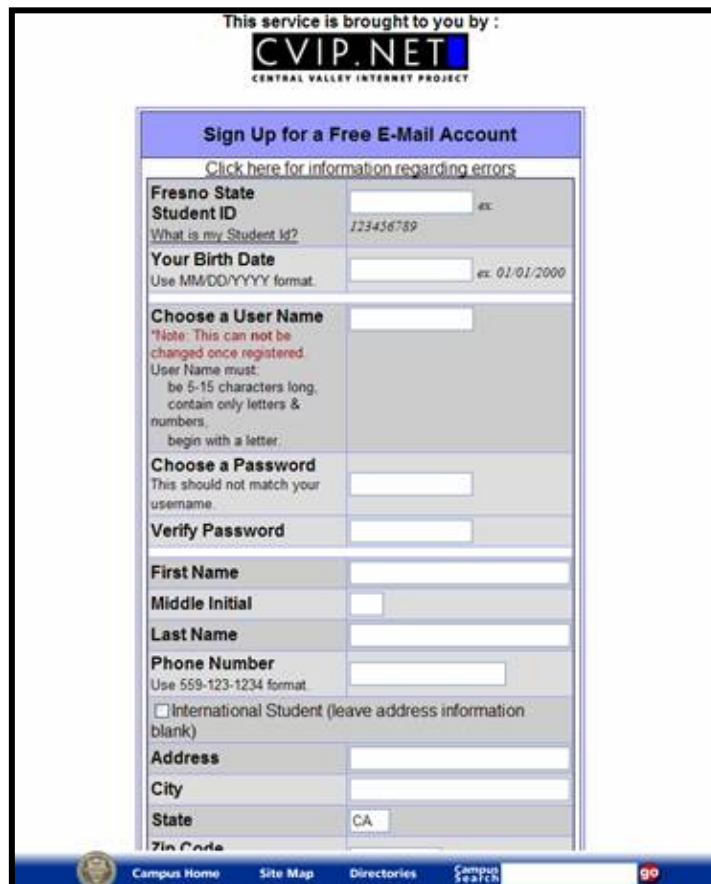 This service is brought to you by :
CVIP.NET
CENTRAL VALLEY INTERNET PROJECT
Sign Up for a Free E-Mail Account
Click here for information regarding errors
Fresno State
Student ID
What is my Student Id?
ex.
123456789
Your Birth Date
Use MM/DD/YYYY format.
ex. 01/01/2000
Choose a User Name
*Note: This can not be
changed once registered.
User Name must:
be 5-15 characters long,
contain only letters &
numbers,
begin with a letter.
Choose a Password
This should not match your
username.
Verify Password
First Name
Middle Initial
Last Name
Phone Number
Use 559-123-1234 format.
International Student (leave address information
blank)
Address
City
State
CA
Zip Code
Campus Home
Site Map
Directories
Campus
Search
go